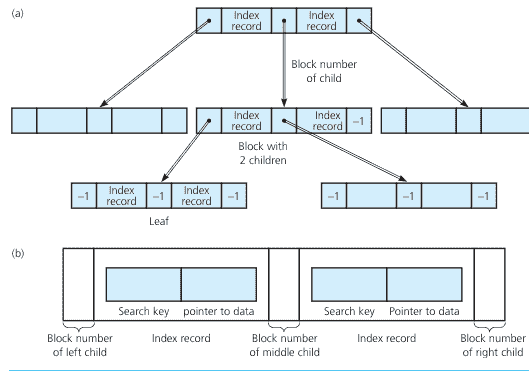 (a)
Index
record
Index
record
Block number
of child
Index
record
Index
record
–1
Block with
2 children
–1
Index
record
–1
Index
record
–1
–1
–1
–1
Leaf
(b)
Search key
pointer to data
Search key
Pointer to data
Block number
of left child
Index record
Block number
of middle child
Index record
Block number
of right child